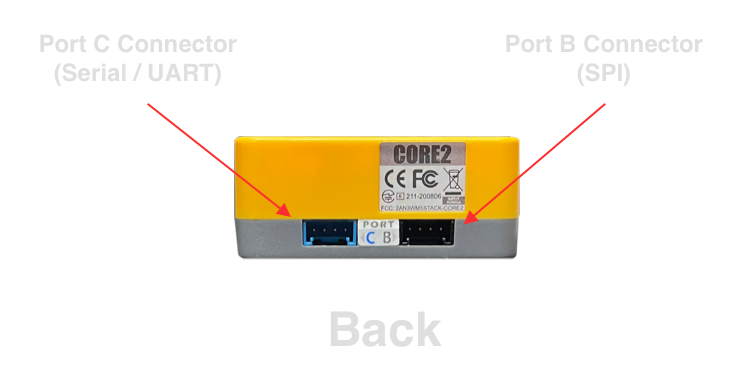 Port C Connector
(Serial / UART)
Port B Connector
(SPI)
CORE2
CE FC
R 211-200806
FCC: 2AN3WM5STACK-CORE2
PORT
C B
Back